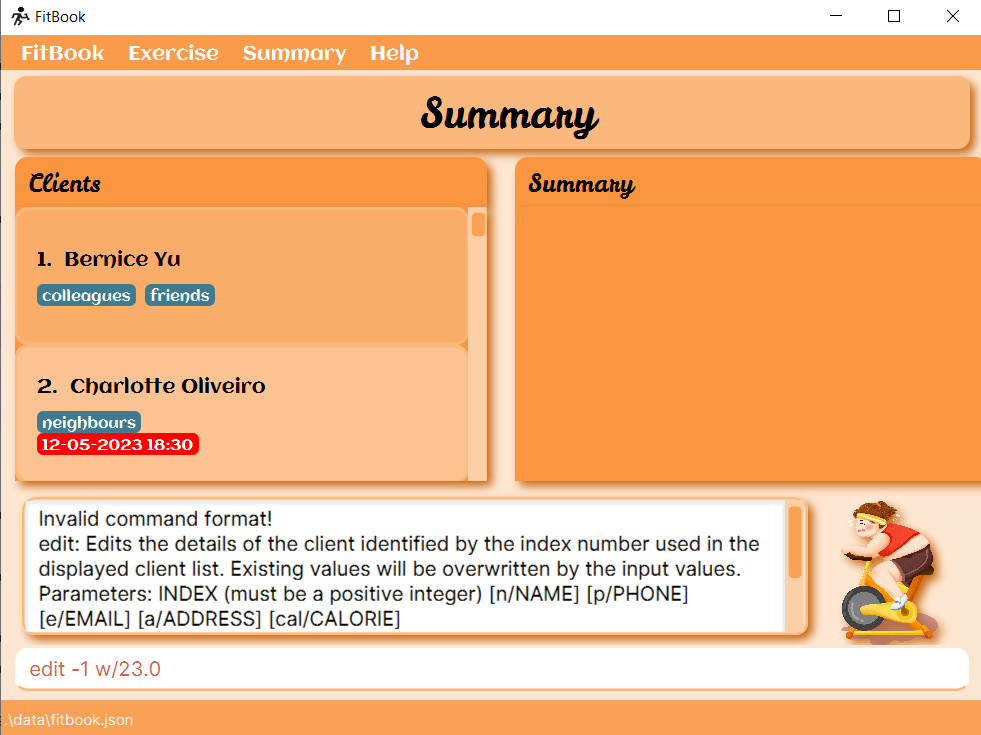 FitBook
FitBook Exercise Summary Help
Summary
Clients
Summary
1. Bernice Yu
colleagues friends
2. Charlotte Oliveiro
neighbours
12-05-2023 18:30
Invalid command format!
edit: Edits the details of the client identified by the index number used in the
displayed client list. Existing values will be overwritten by the input values.
Parameters: INDEX (must be a positive integer) [n/NAME] [p/PHONE]
[e/EMAIL] [a/ADDRESS] [cal/CALORIE]
edit -1 w/23.0
.\data\fitbook.json